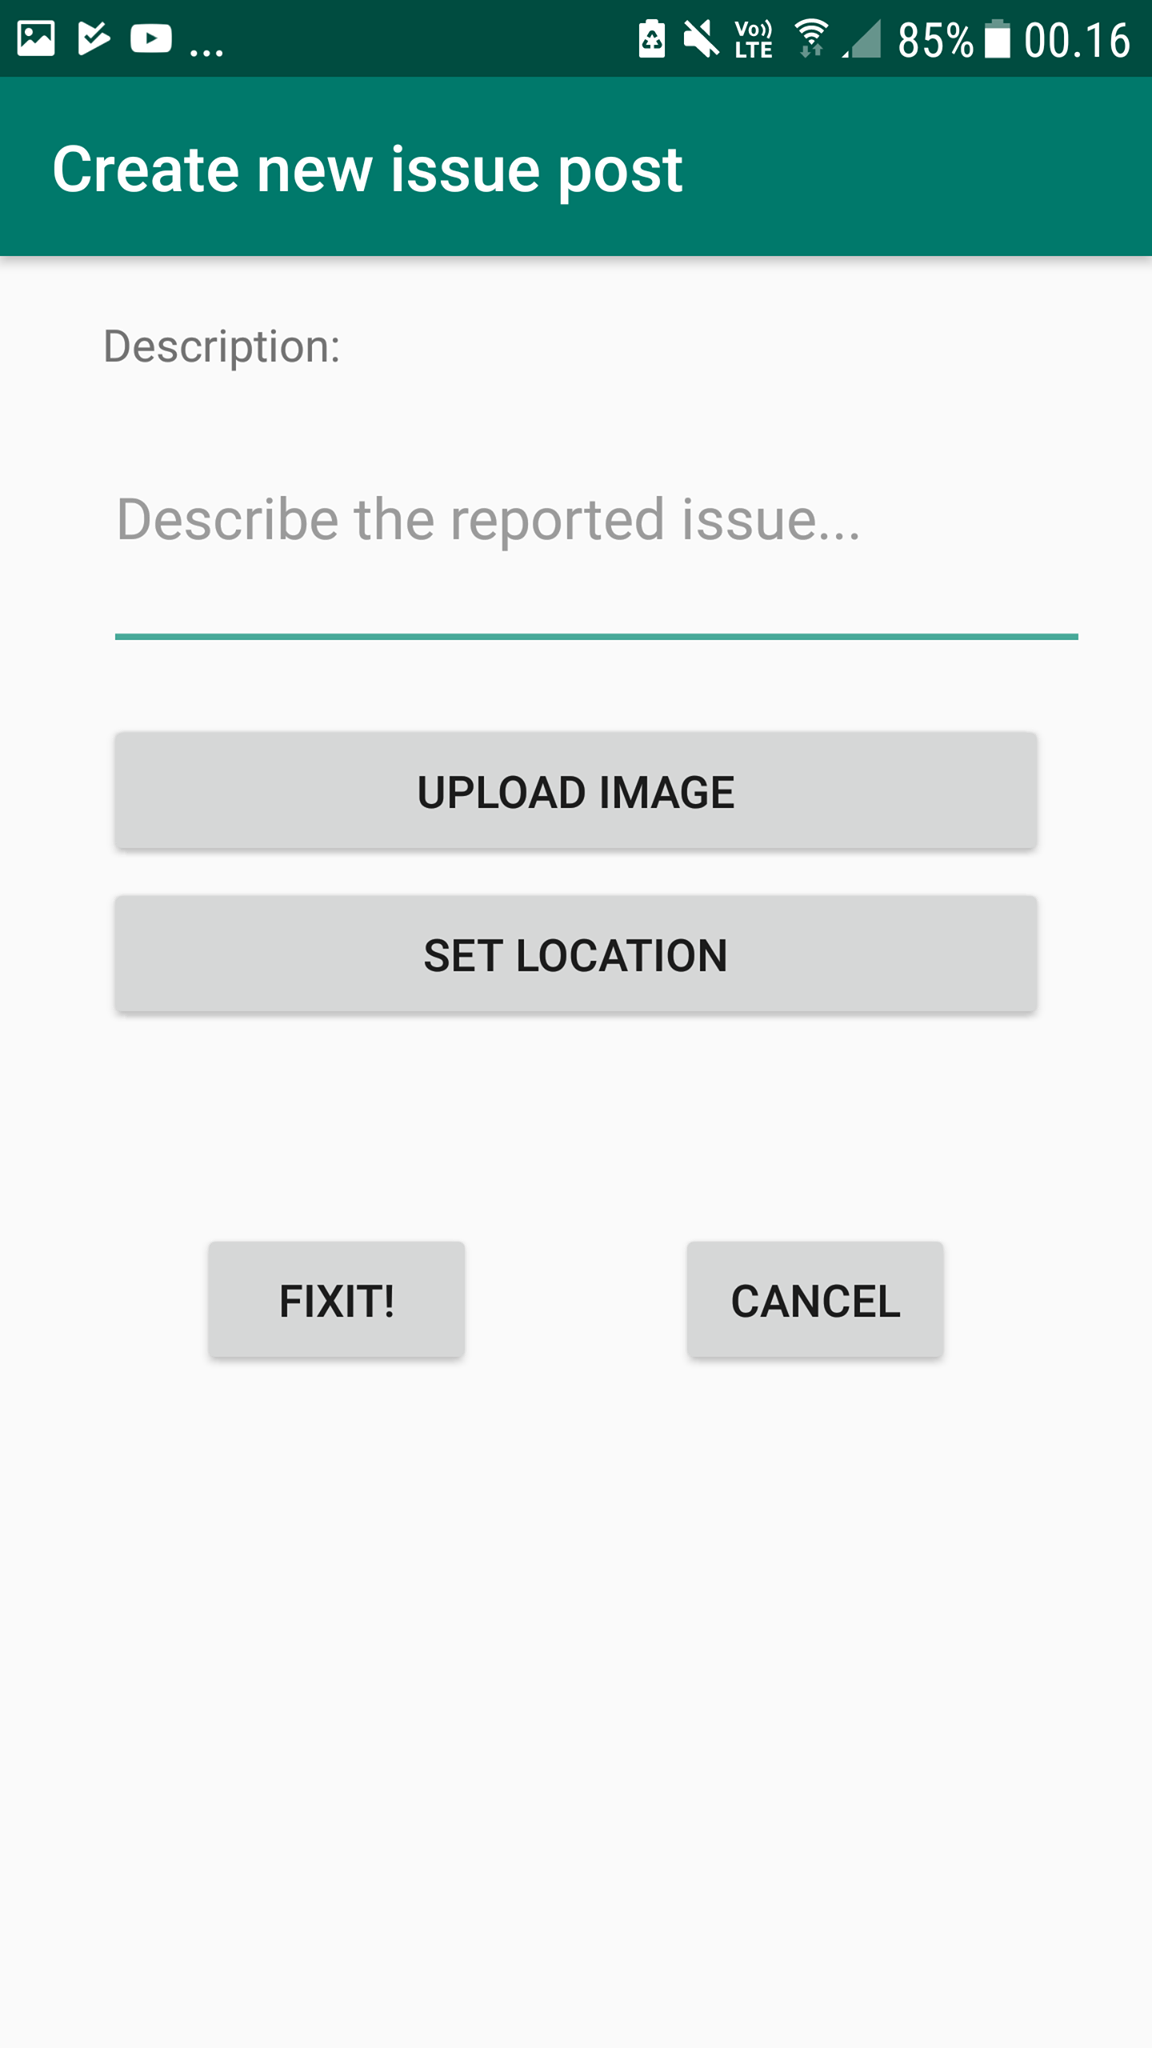 ... Vo)) LTE 85% 00.16
Create new issue post
Description:
Describe the reported issue...
UPLOAD IMAGE
SET LOCATION
FIXIT! CANCEL